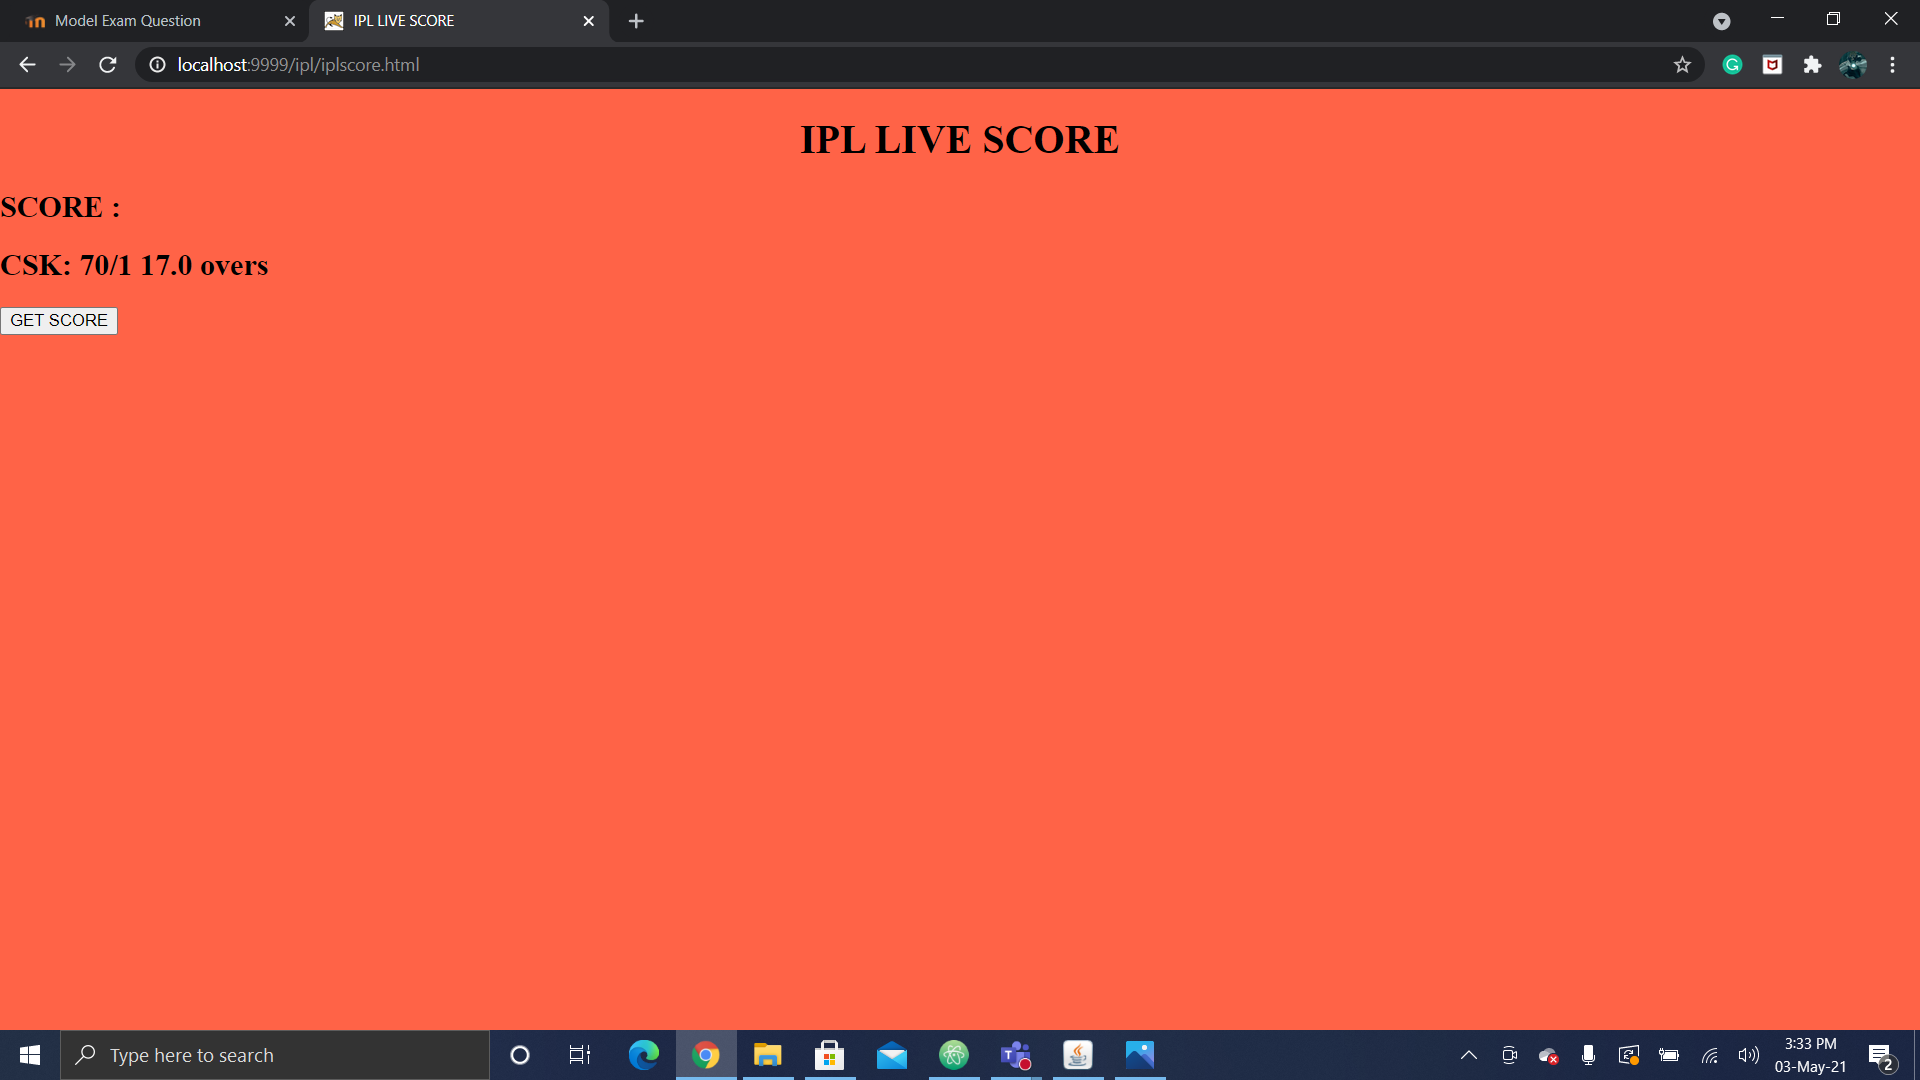 Model Exam Question
IPL LIVE SCORE
localhost:9999/ipl/iplscore.html
IPL LIVE SCORE
SCORE :
CSK: 70/1 17.0 overs
GET SCORE
Type here to search
3:33 PM
03-May-21
2